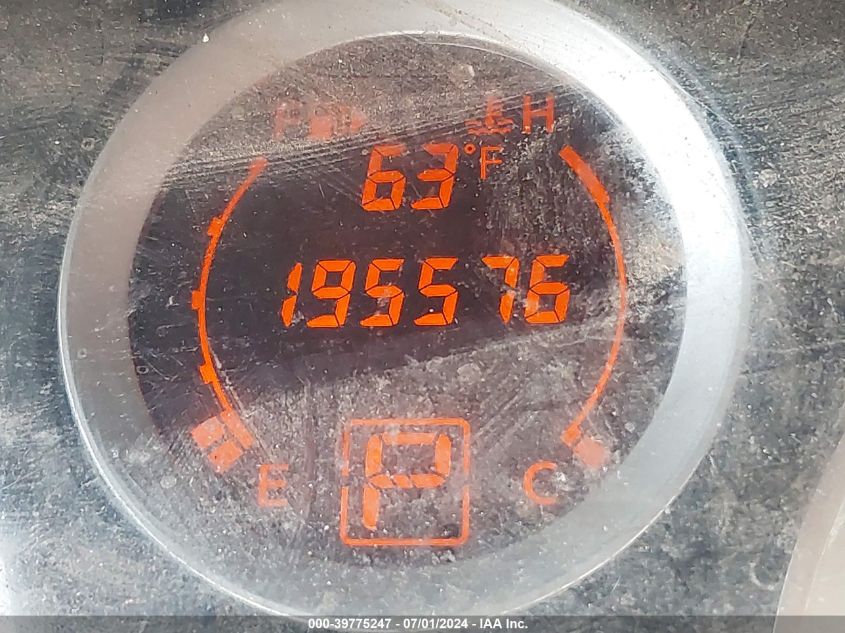 F H
63°F
195576
E P C
000-39775247 - 07/01/2024 - IAA Inc.